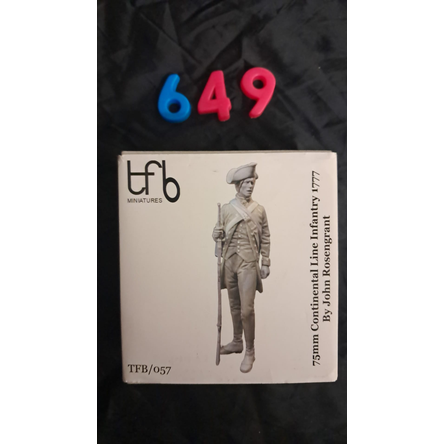 649
tfb
MINIATURES
75mm Continental Line Infantry 1777
By John Rosengrant
TFB/057